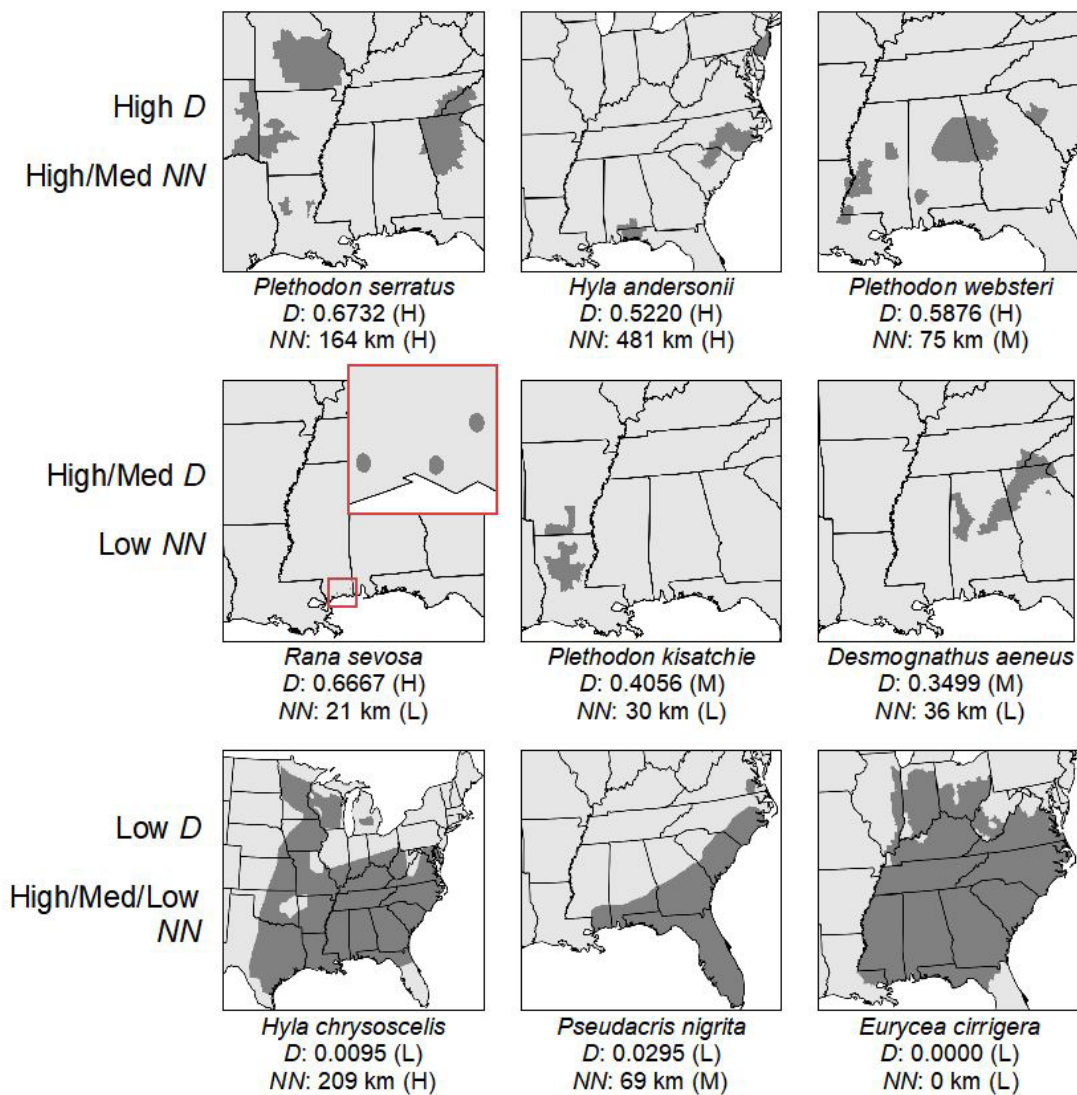 High D
High/Med NN
Plethodon serratus
D: 0.6732 (H)
NN: 164 km (H)
Hyla andersonii
D: 0.5220 (H)
NN: 481 km (H)
Plethodon websteri
D: 0.5876 (H)
NN: 75 km (M)
High/Med D
Low NN
Rana sevosa
D: 0.6667 (H)
NN: 21 km (L)
Plethodon kisatchie
D: 0.4056 (M)
NN: 30 km (L)
Desmognathus aeneus
D: 0.3499 (M)
NN: 36 km (L)
Low D
High/Med/Low
NN
Hyla chrysoscelis
D: 0.0095 (L)
NN: 209 km (H)
Pseudacris nigrita
D: 0.0295 (L)
NN: 69 km (M)
Eurycea cirrigera
D: 0.0000 (L)
NN: 0 km (L)